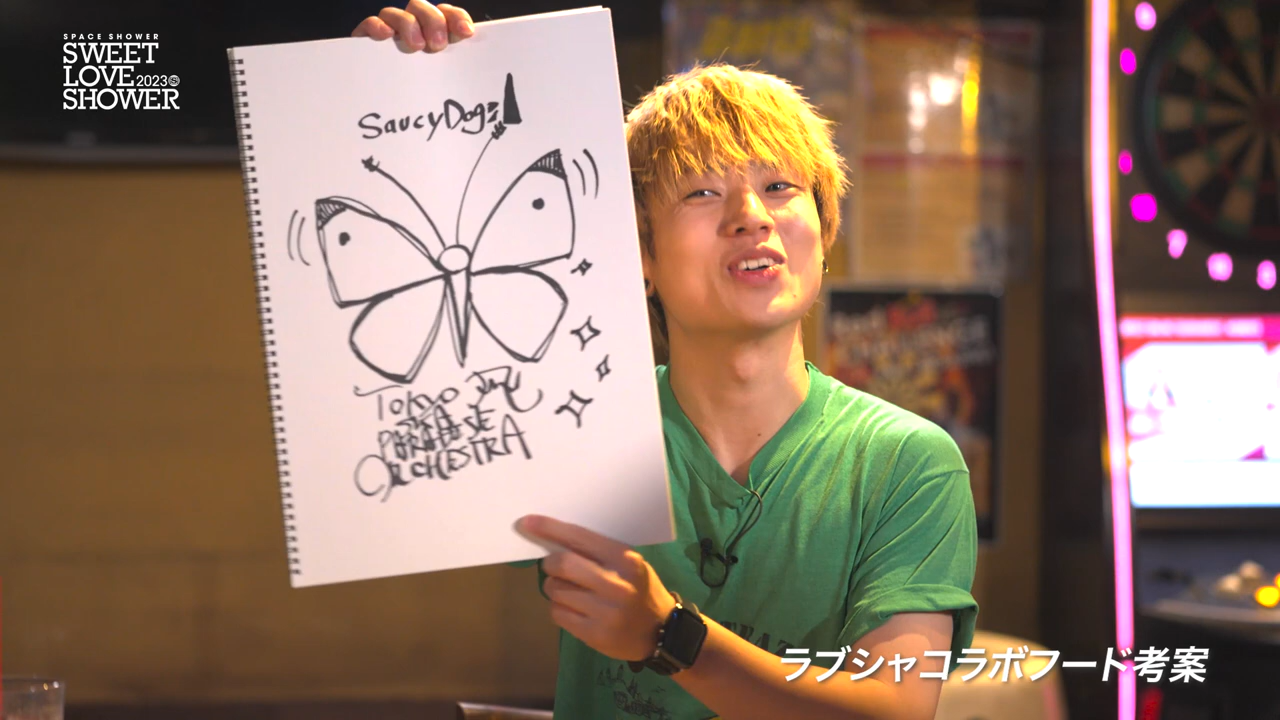 SPACE SHOWER
SWEET
LOVE 2023
SHOWER
SaucyDog
TOKYO
SKA
PARADISE
ORCHESTRA
ラブシャコラボフード考案